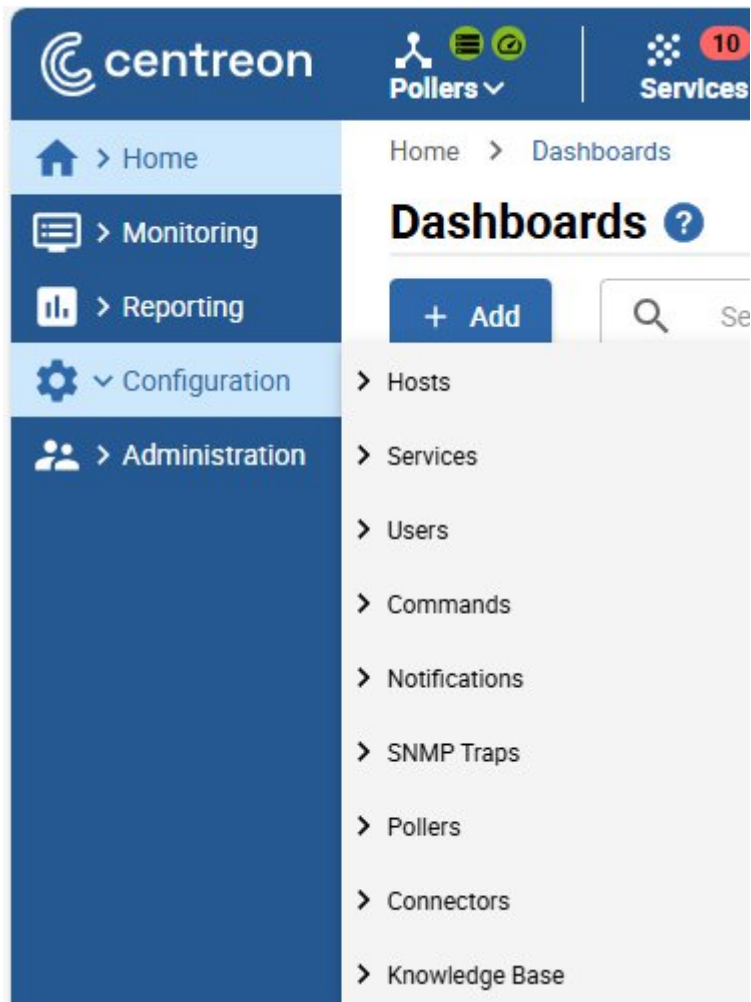 centreon
Pollers
10
Services
Home
Monitoring
Reporting
Configuration
Administration
Home > Dashboards
Dashboards ?
+ Add
Se
Hosts
Services
Users
Commands
Notifications
SNMP Traps
Pollers
Connectors
Knowledge Base